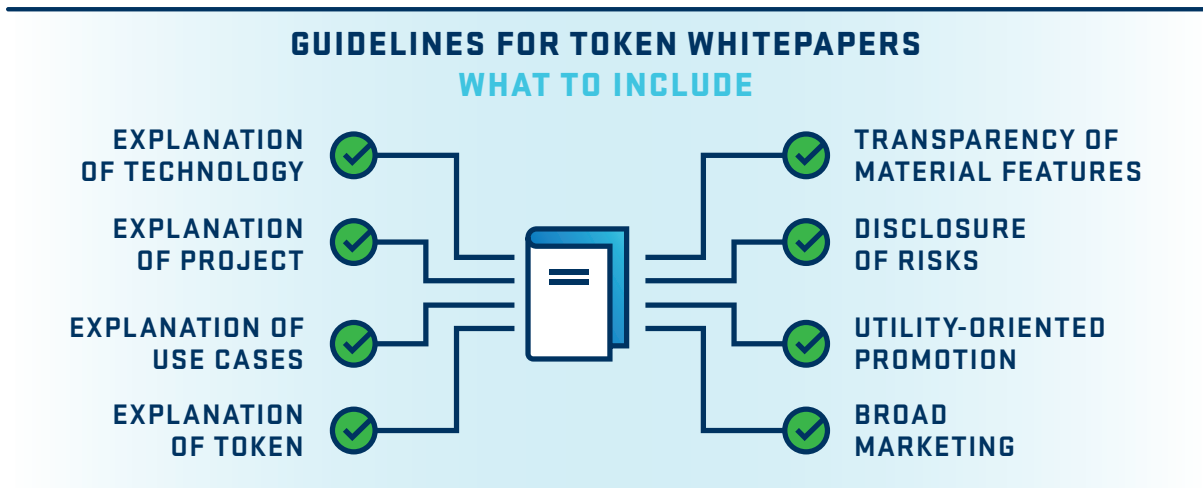 GUIDELINES FOR TOKEN WHITEPAPERS
WHAT TO INCLUDE
EXPLANATION
OF TECHNOLOGY
EXPLANATION
OF PROJECT
EXPLANATION OF
USE CASES
EXPLANATION
OF TOKEN
TRANSPARENCY OF
MATERIAL FEATURES
DISCLOSURE
OF RISKS
UTILITY-ORIENTED
PROMOTION
BROAD
MARKETING